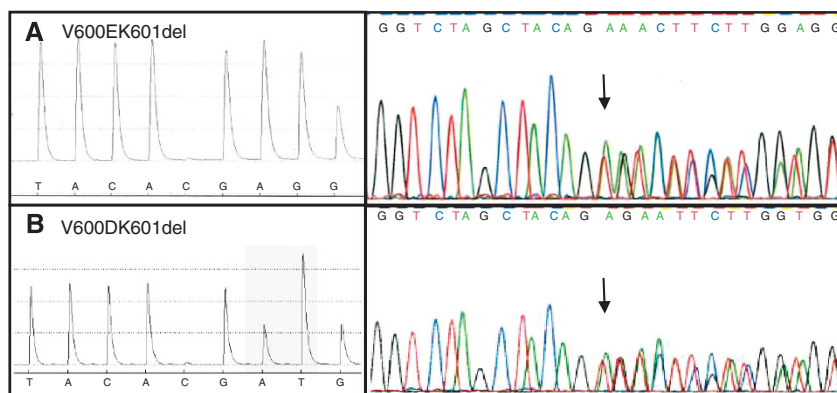 A V600EK601del
G G T C T A G C T A C A G A A A C T T C T T G G A G G
T A C A C G A G G
B V600DK601del
G G T C T A G C T A C A G A G A A T T C T T G G T G G
T A C A C G A T G